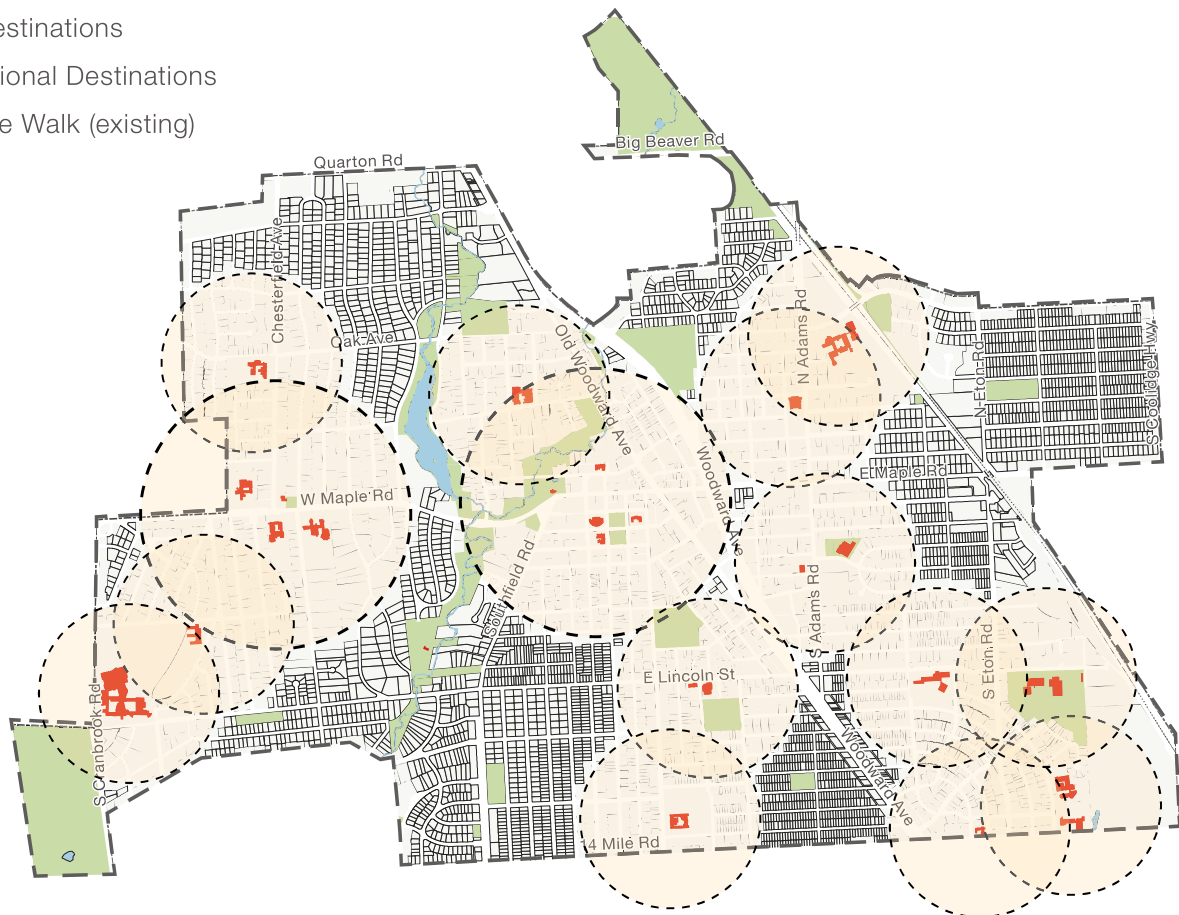 estinations
ional Destinations
e Walk (existing)
Big Beaver Rd
Quarton Rd
Chesterfield Ave
Oak Ave
Old Woodward Ave
N Adams Rd
N Eton Rd
S Coolidge Hwy
E Maple Rd
Woodward Ave
W Maple Rd
Southfield Rd
S Adams Rd
S Eton Rd
E Lincoln St
S Cranbrook Rd
Woodward Ave
14 Mile Rd